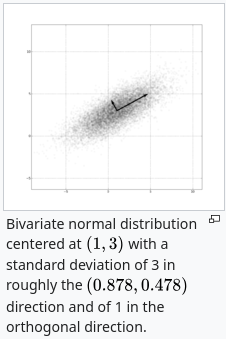 Bivariate normal distribution
centered at (1, 3) with a
standard deviation of 3 in
roughly the (0.878, 0.478)
direction and of 1 in the
orthogonal direction.